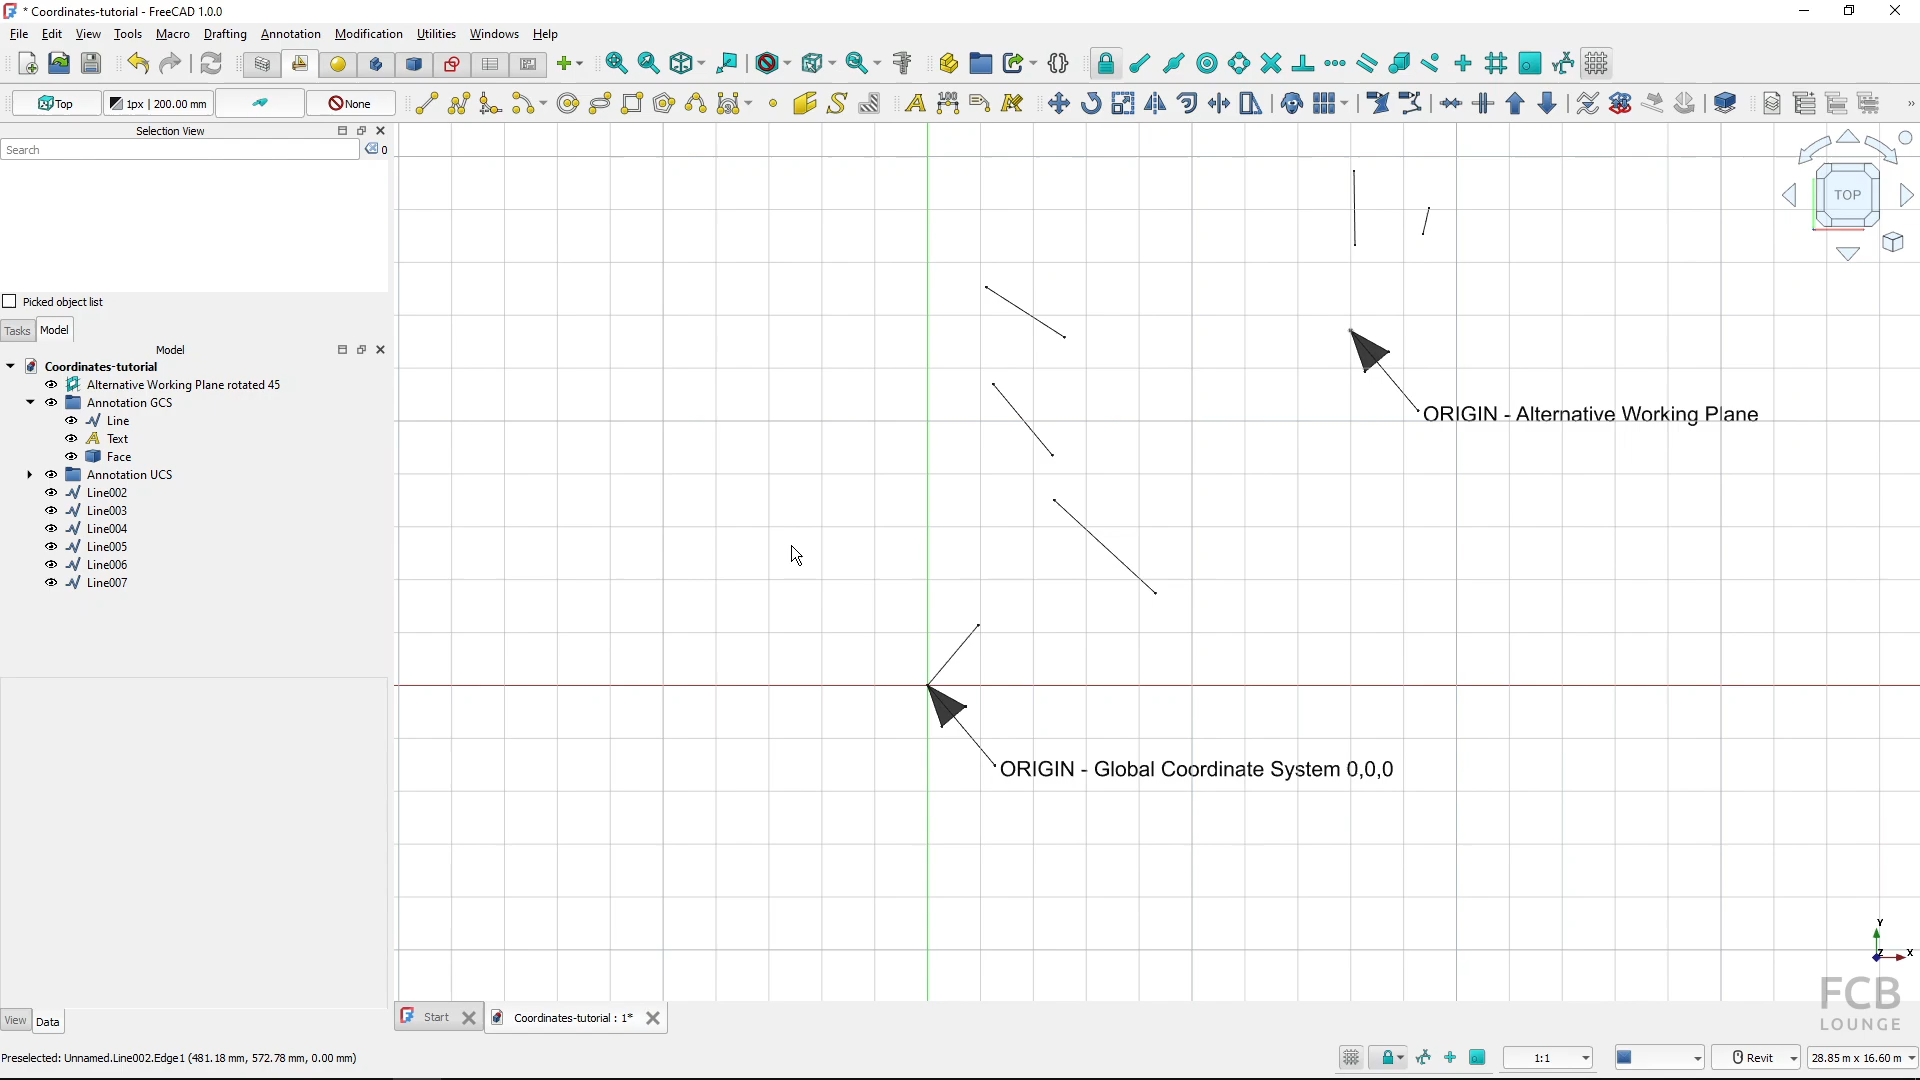 * Coordinates-tutorial - FreeCAD 1.0.0
File Edit View Tools Macro Drafting Annotation Modification Utilities Windows Help
Top 1px | 200.00 mm None
Selection View
Search 0
TOP
Picked object list
Tasks Model
Model
Coordinates-tutorial
Alternative Working Plane rotated 45
Annotation GCS
Line
Text
Face
Annotation UCS
Line002
Line003
Line004
Line005
Line006
Line007
ORIGIN - Alternative Working Plane
ORIGIN - Global Coordinate System 0,0,0
Y
Z X
FCB
LOUNGE
View Data
Start Coordinates-tutorial : 1*
Preselected: Unnamed.Line002.Edge1 (481.18 mm, 572.78 mm, 0.00 mm)
1:1 Revit 28.85 m x 16.60 m